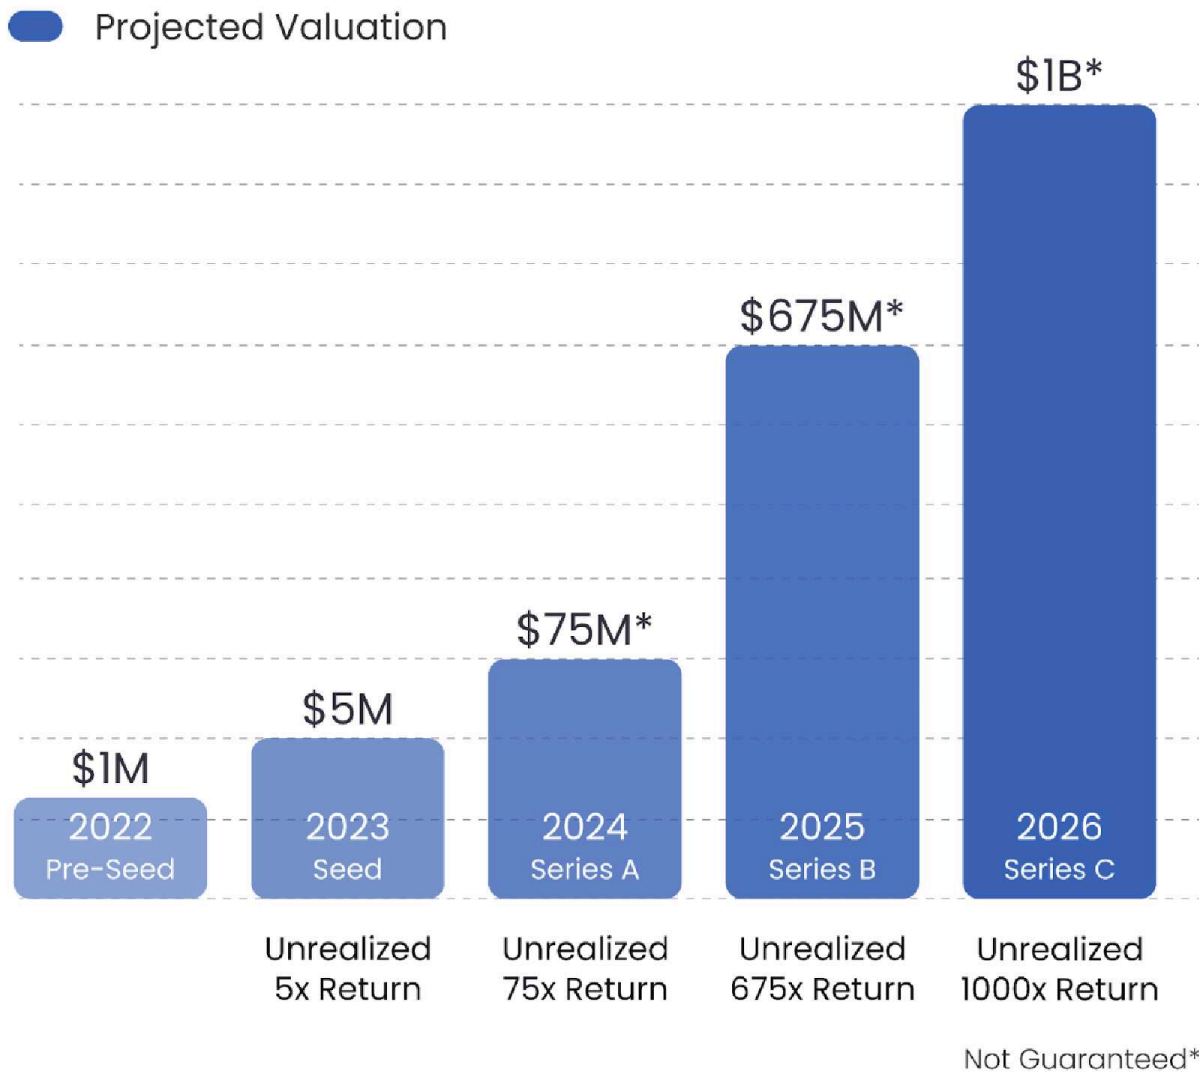 Projected Valuation
$1B*
$675M*
$75M*
$5M
$1M
2022
Pre-Seed
2023
Seed
2024
Series A
2025
Series B
2026
Series C
Unrealized
5x Return
Unrealized
75x Return
Unrealized
675x Return
Unrealized
1000x Return
Not Guaranteed*